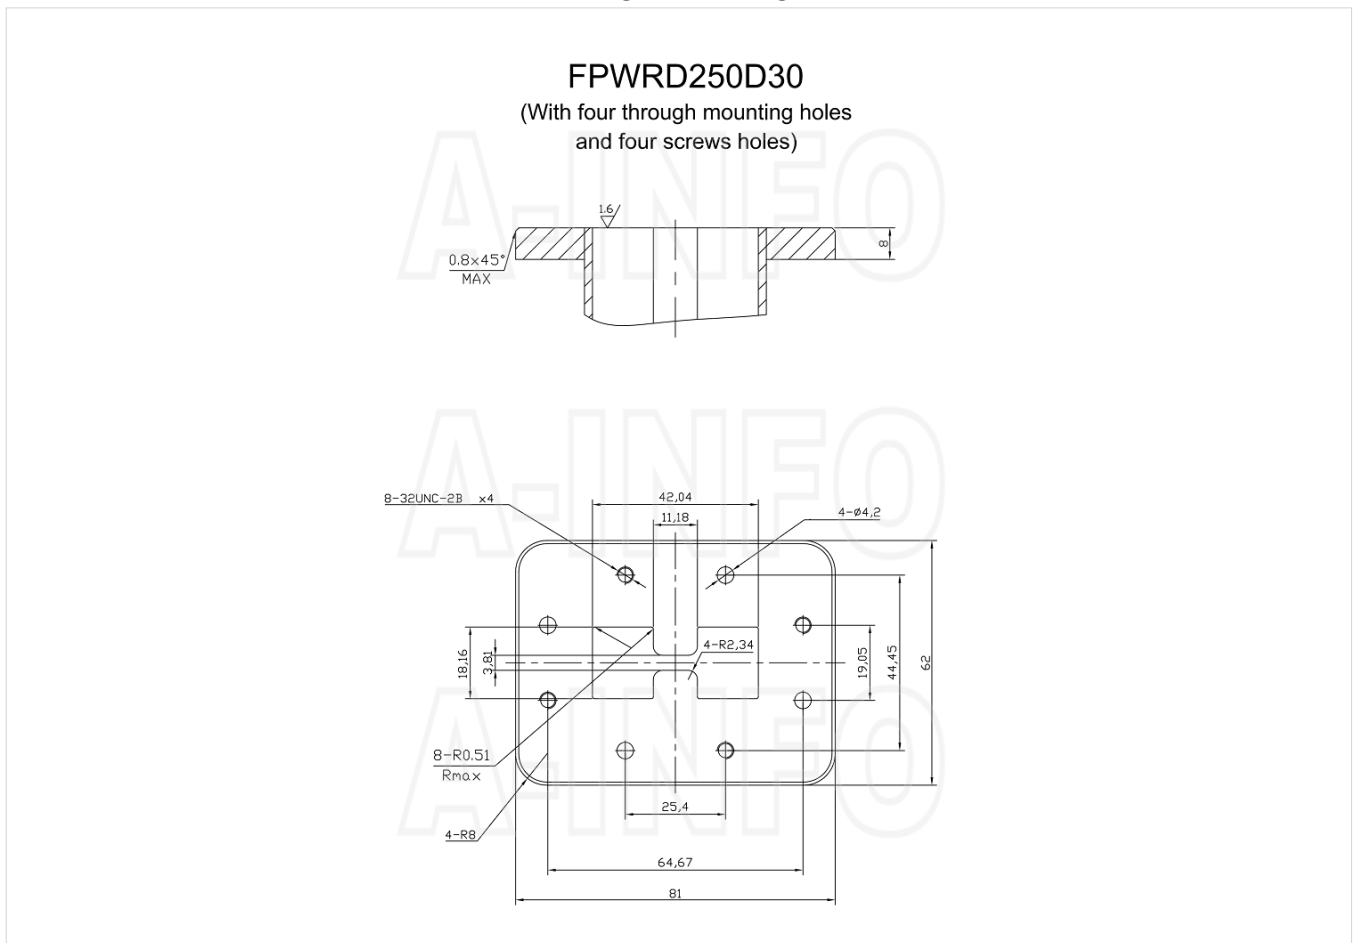 FPWRD250D30
(With four through mounting holes
and four screws holes)
A-INFO
1.6
0.8×45°
MAX
8
A-INFO
42,04
8-32UNC-2B x4
11,18
4-Ø4,2
4-R2,34
18,16
3,81
19,05
44,45
62
A-INFO
8-R0.51
Rmax
25,4
4-R8
64,67
81